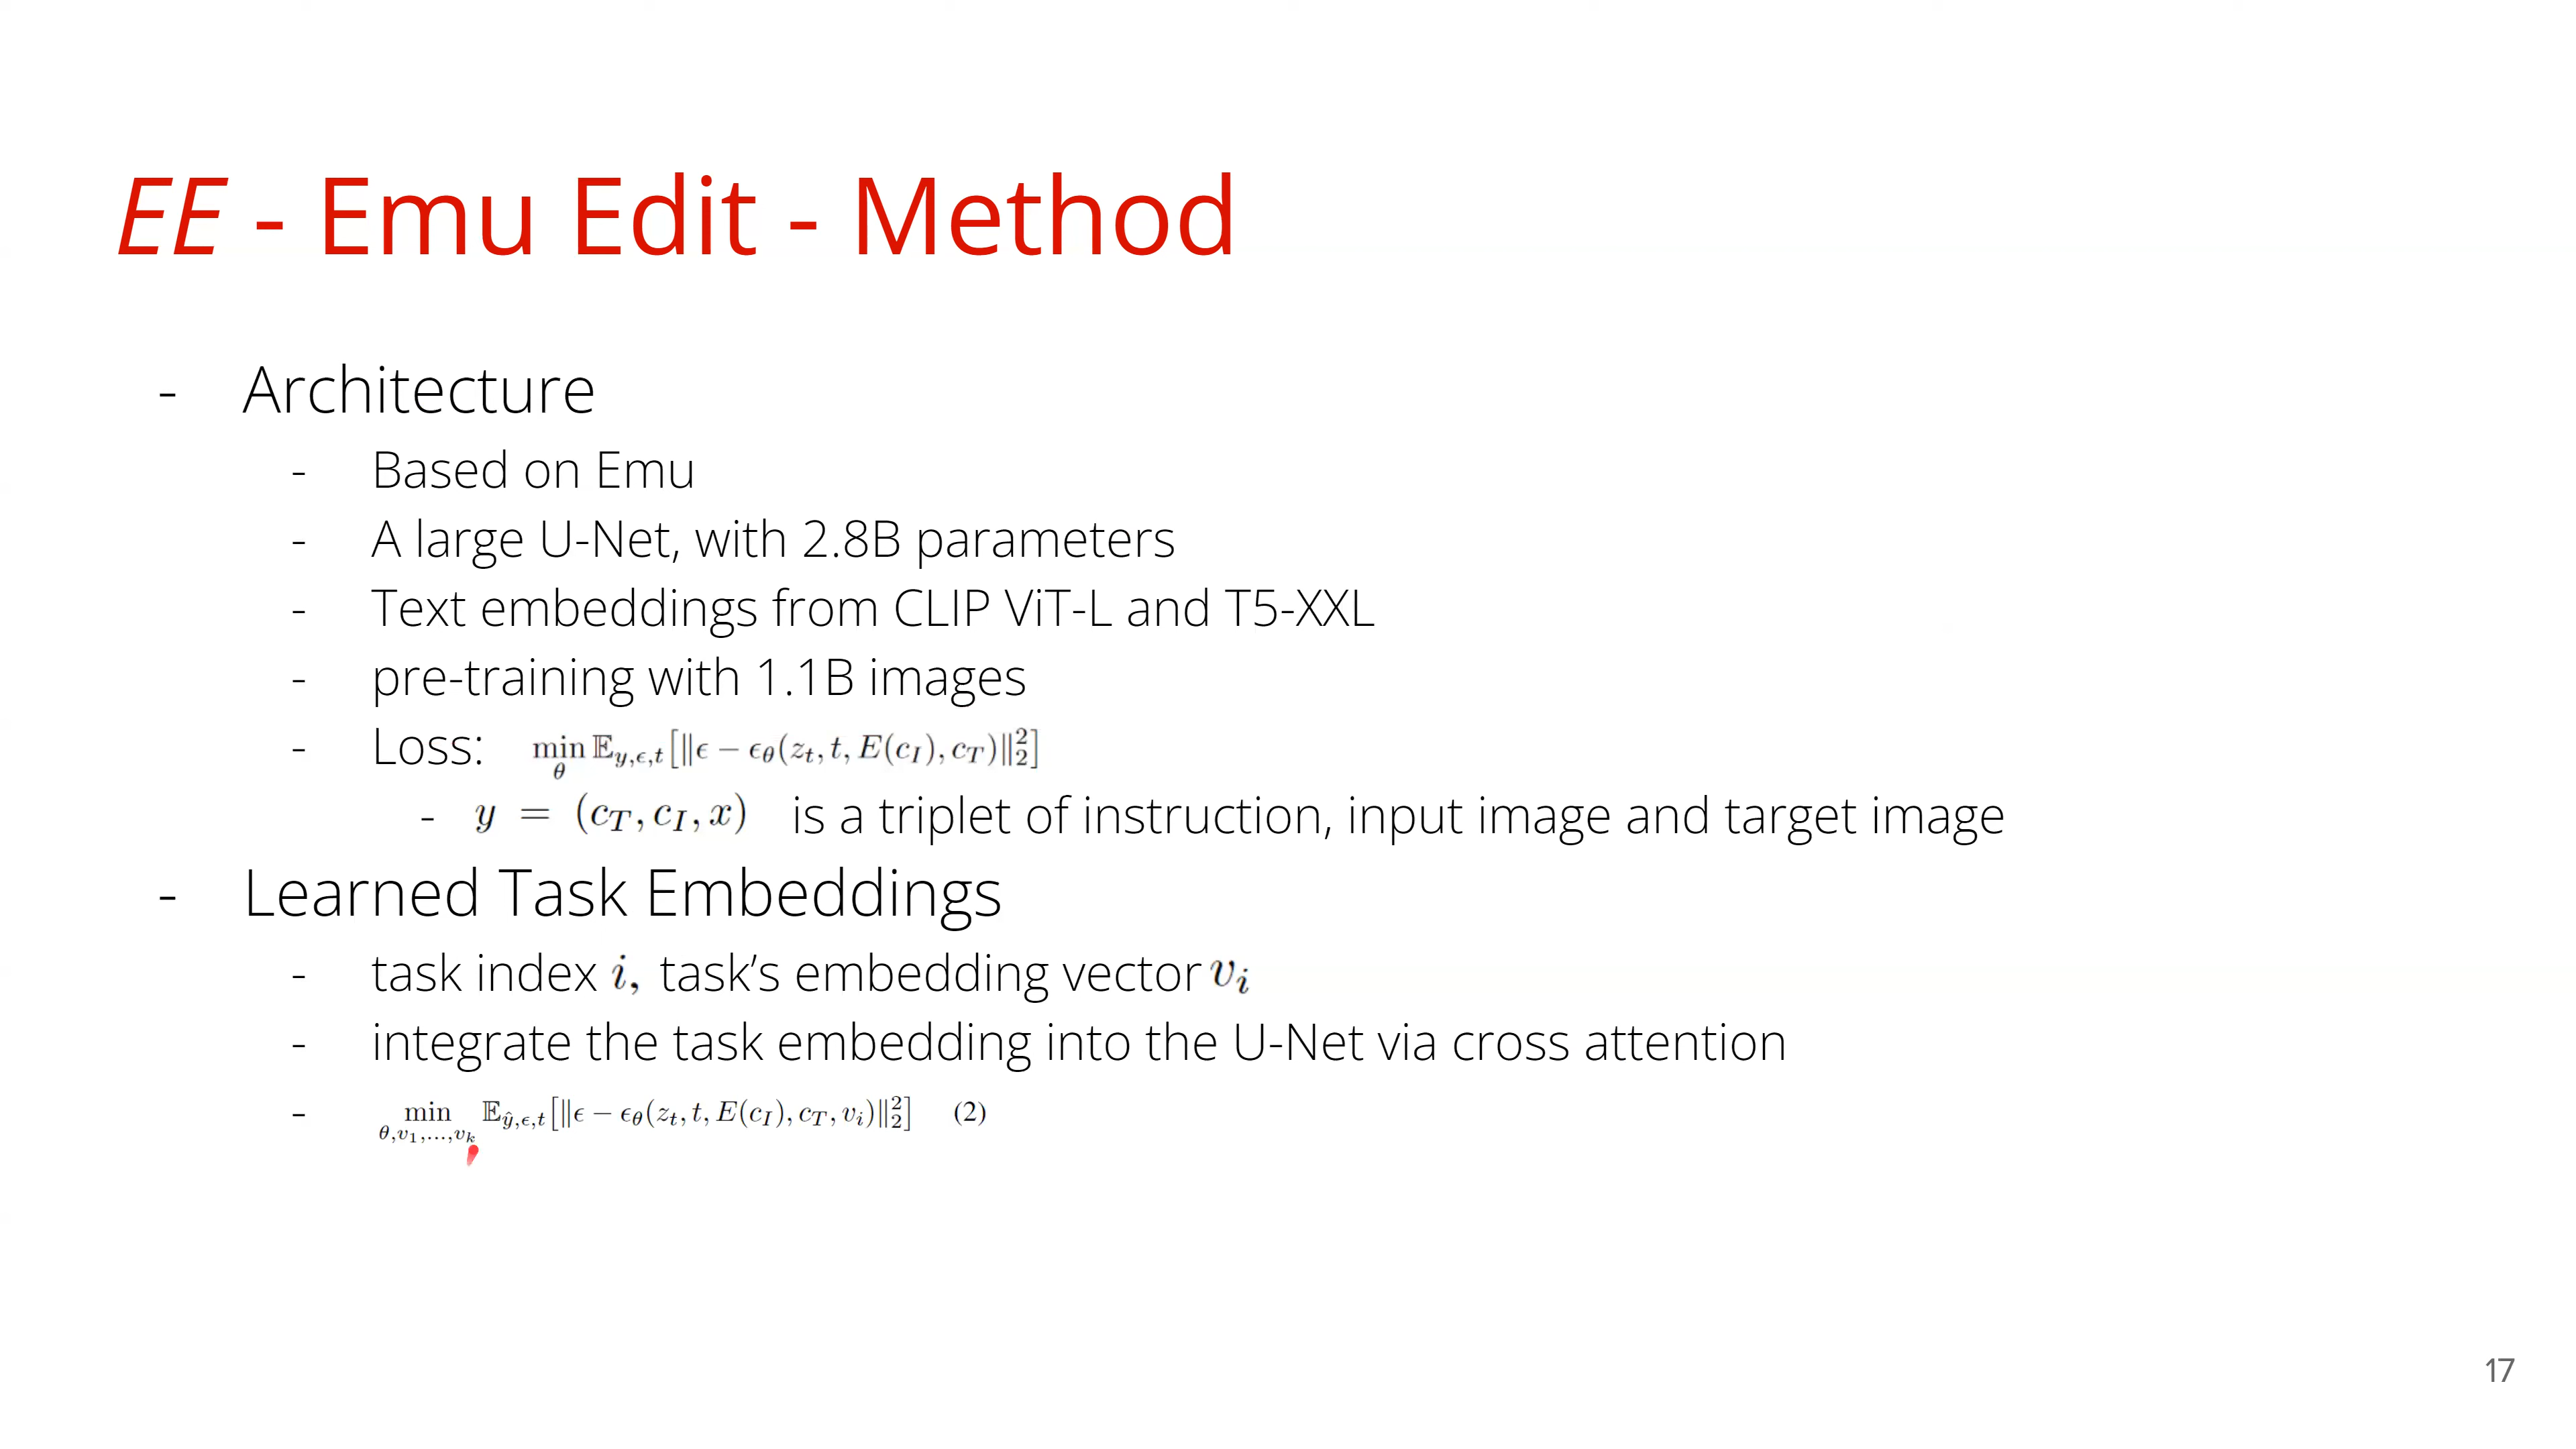 EE - Emu Edit - Method
- Architecture
- Based on Emu
- A large U-Net, with 2.8B parameters
- Text embeddings from CLIP ViT-L and T5-XXL
- pre-training with 1.1B images
- Loss: min_θ 𝔼_{y,ϵ,t}[‖ϵ − ϵ_θ(z_t, t, E(c_I), c_T)‖₂²]
- y = (c_T, c_I, x) is a triplet of instruction, input image and target image
- Learned Task Embeddings
- task index i, task’s embedding vector v_i
- integrate the task embedding into the U-Net via cross attention
- min_{θ,v_1,...,v_k} 𝔼_{ŷ,ϵ,t}[‖ϵ − ϵ_θ(z_t, t, E(c_I), c_T, v_i)‖₂²] (2)
17